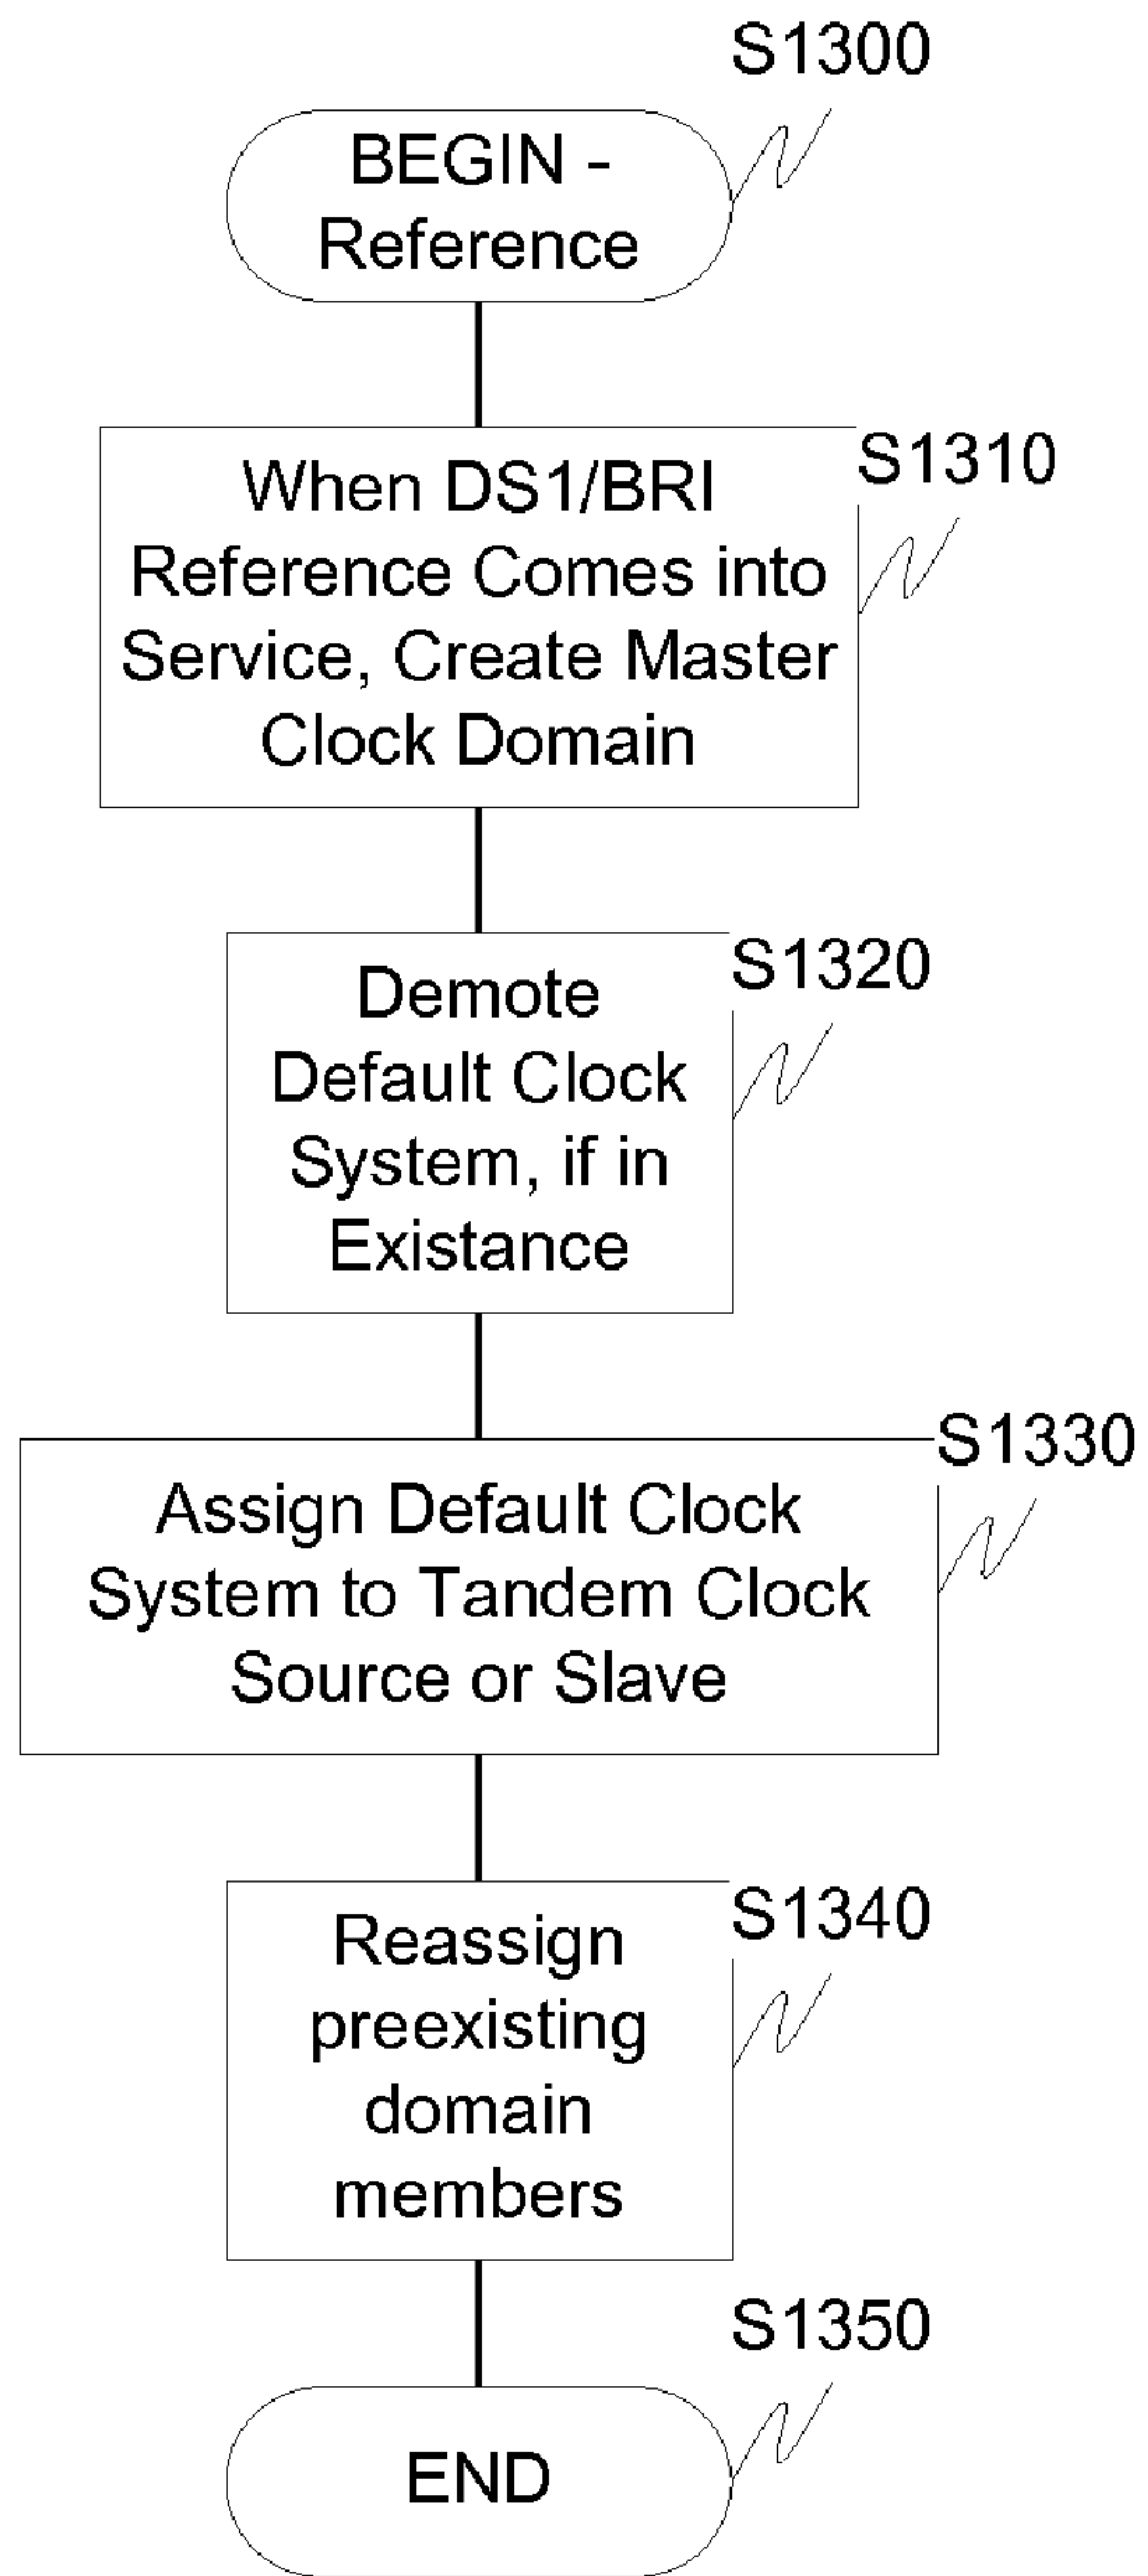 S1300
BEGIN -
Reference
S1310
When DS1/BRI
Reference Comes into
Service, Create Master
Clock Domain
S1320
Demote
Default Clock
System, if in
Existance
S1330
Assign Default Clock
System to Tandem Clock
Source or Slave
S1340
Reassign
preexisting
domain
members
S1350
END